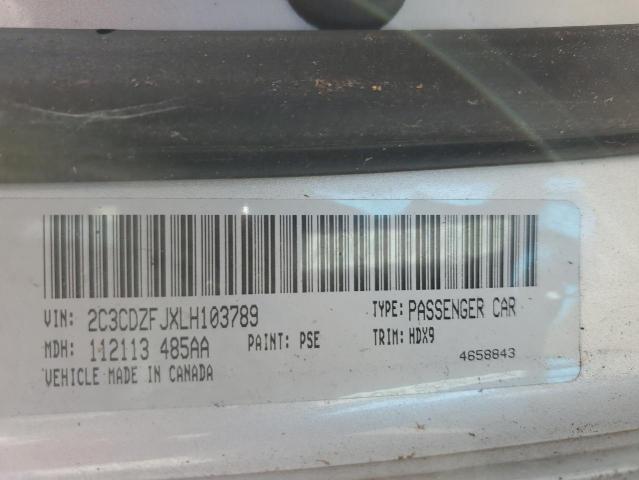 VIN: 2C3CDZFJXLH103789 TYPE: PASSENGER CAR
MDH: 112113 485AA PAINT: PSE TRIM: HDX9
VEHICLE MADE IN CANADA 4658843